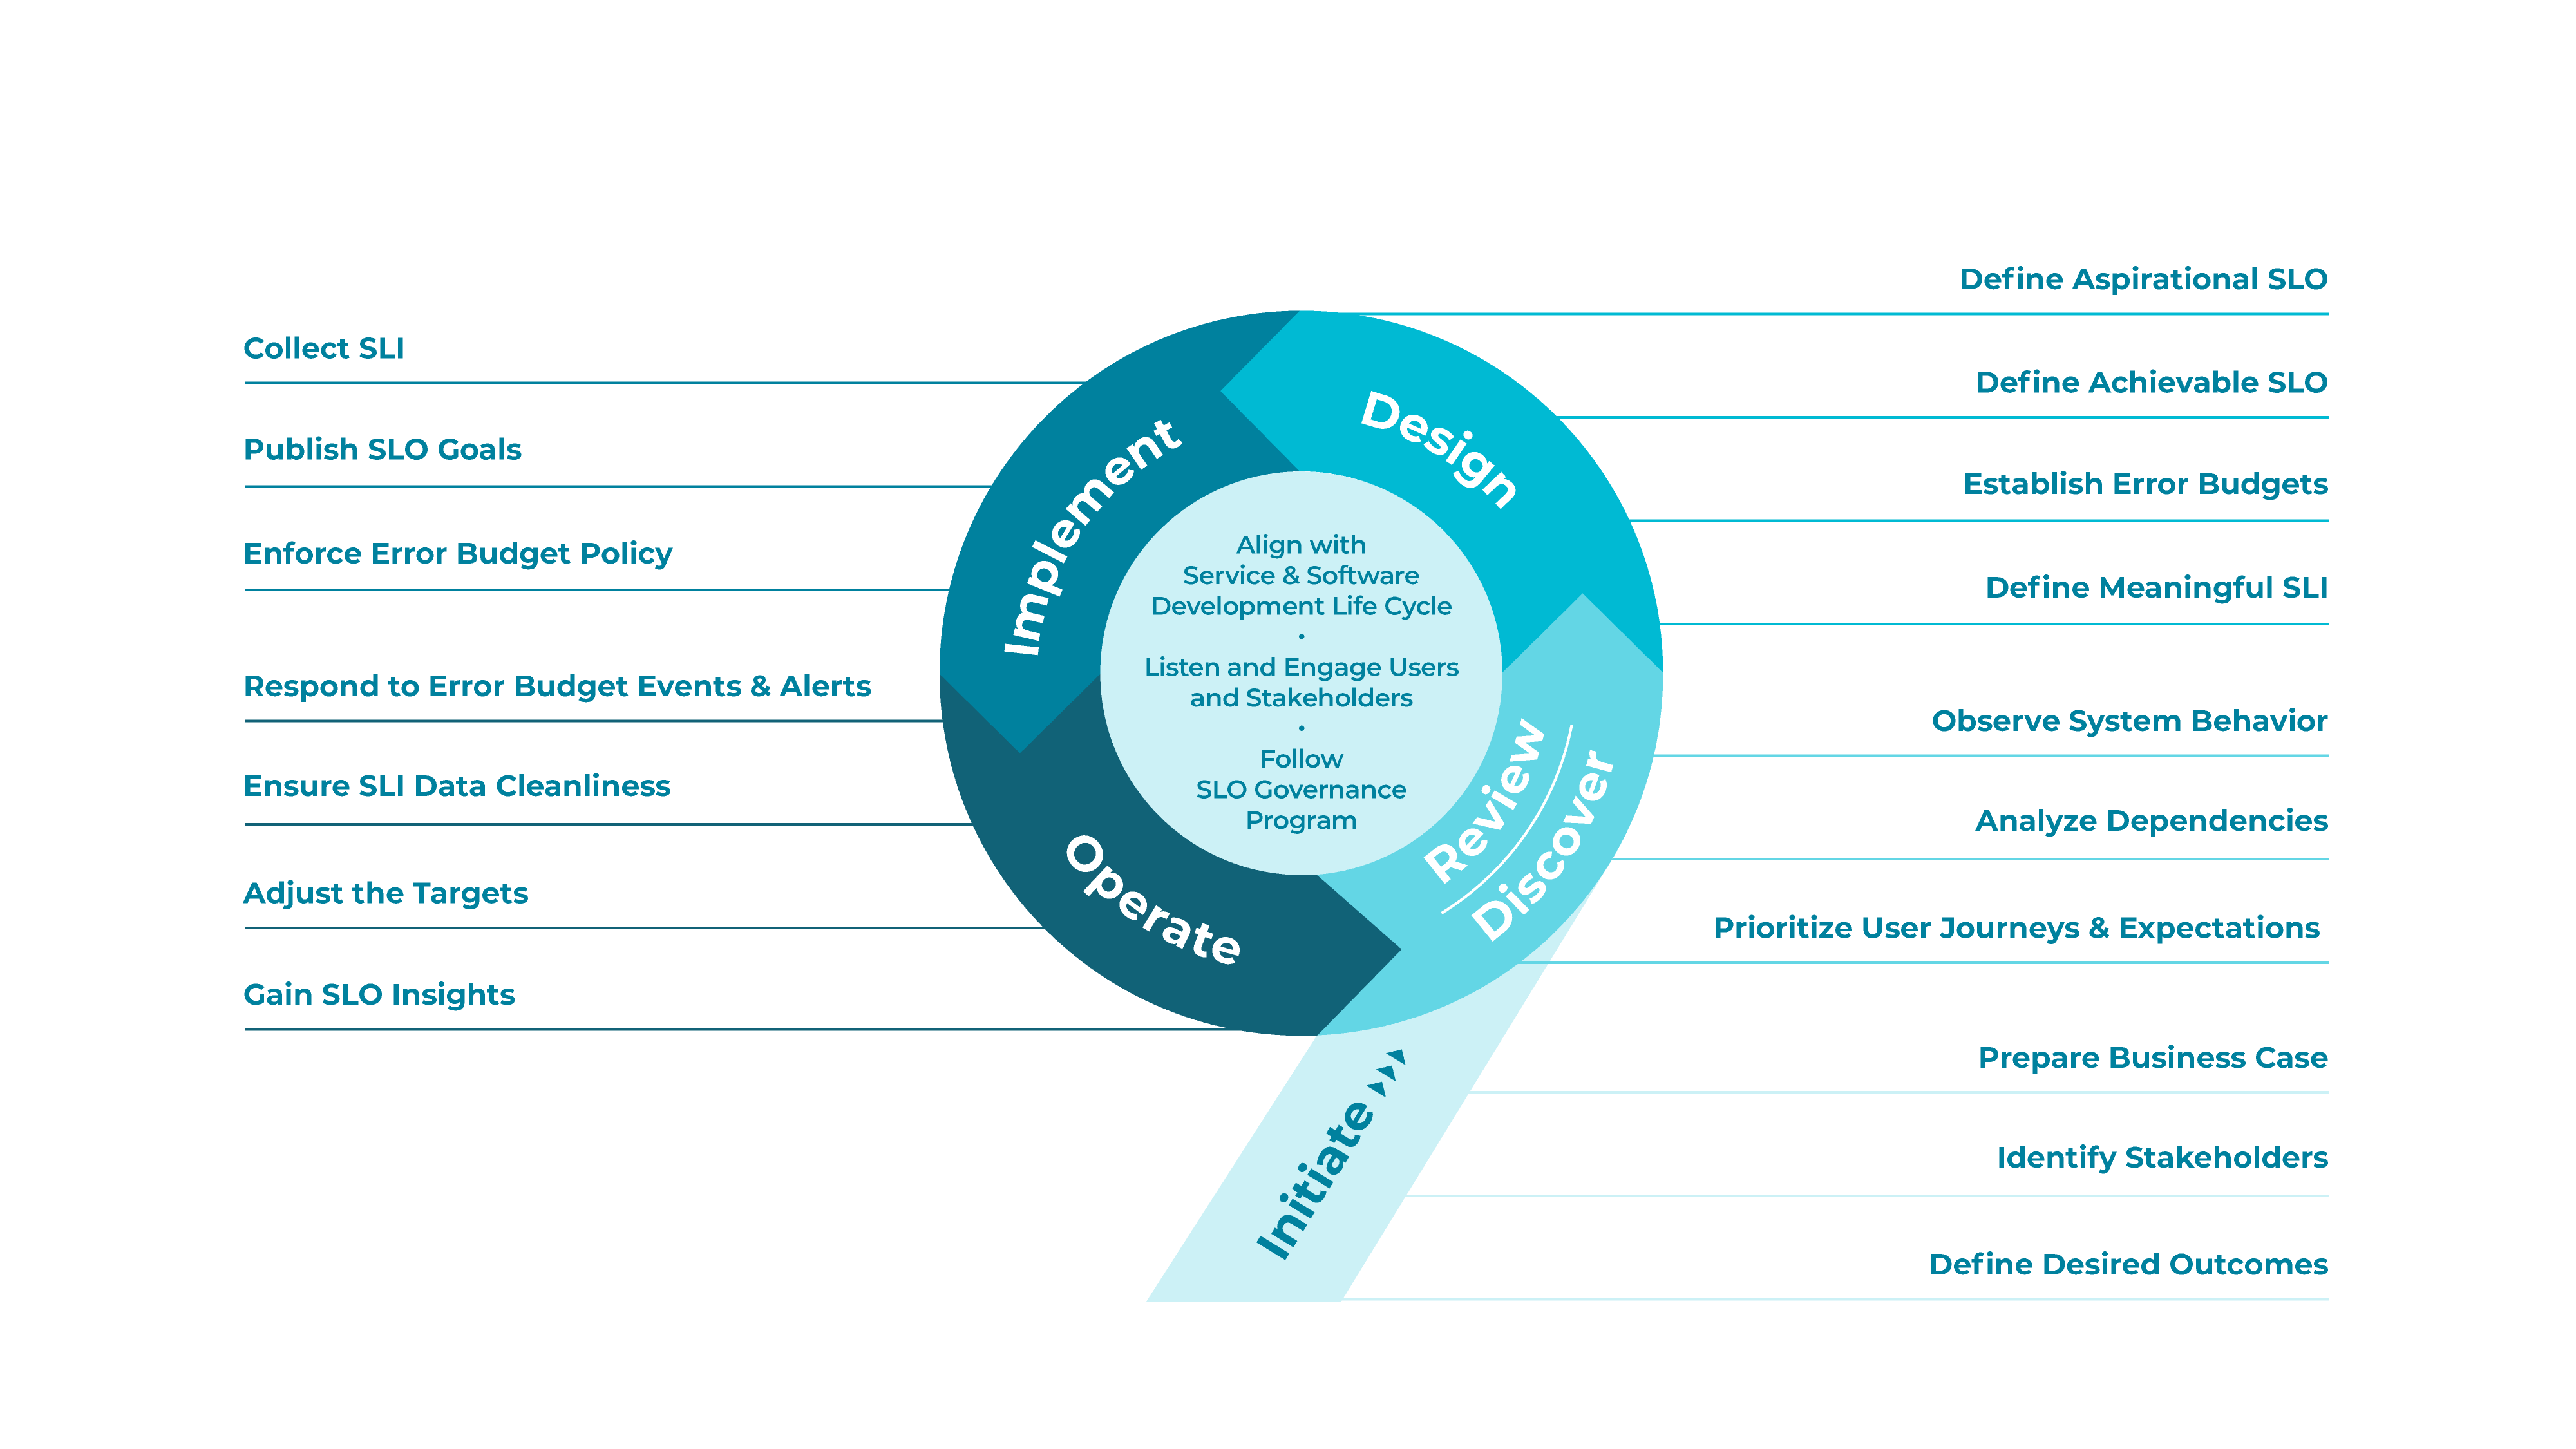 Collect SLI
Publish SLO Goals
Enforce Error Budget Policy
Respond to Error Budget Events & Alerts
Ensure SLI Data Cleanliness
Adjust the Targets
Gain SLO Insights
Implement
Design
Operate
Review
Discover
Initiate
Align with
Service & Software
Development Life Cycle
•
Listen and Engage Users
and Stakeholders
•
Follow
SLO Governance
Program
Define Aspirational SLO
Define Achievable SLO
Establish Error Budgets
Define Meaningful SLI
Observe System Behavior
Analyze Dependencies
Prioritize User Journeys & Expectations
Prepare Business Case
Identify Stakeholders
Define Desired Outcomes